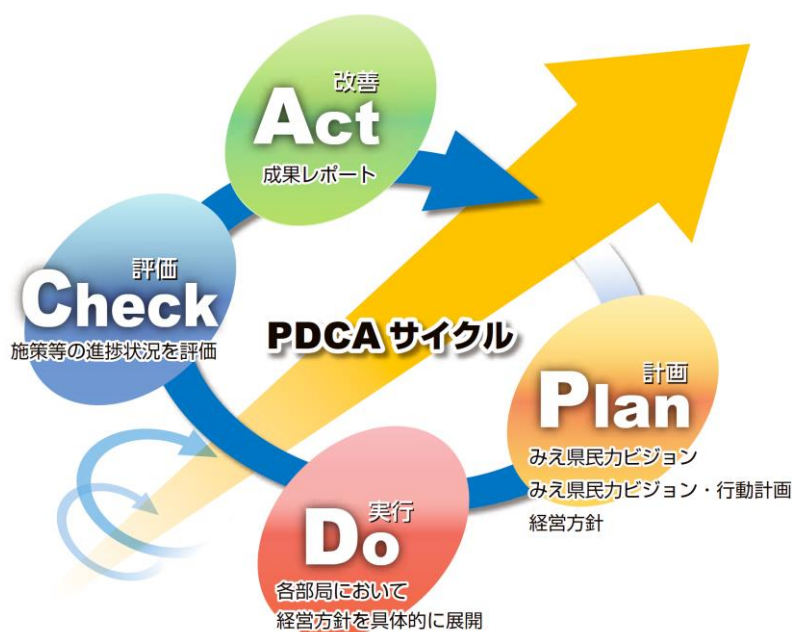 改善
Act
成果レポート
評価
Check
施策等の進捗状況を評価
PDCA サイクル
計画
Plan
みえ県民力ビジョン
みえ県民力ビジョン・行動計画
経営方針
実行
Do
各部局において
経営方針を具体的に展開